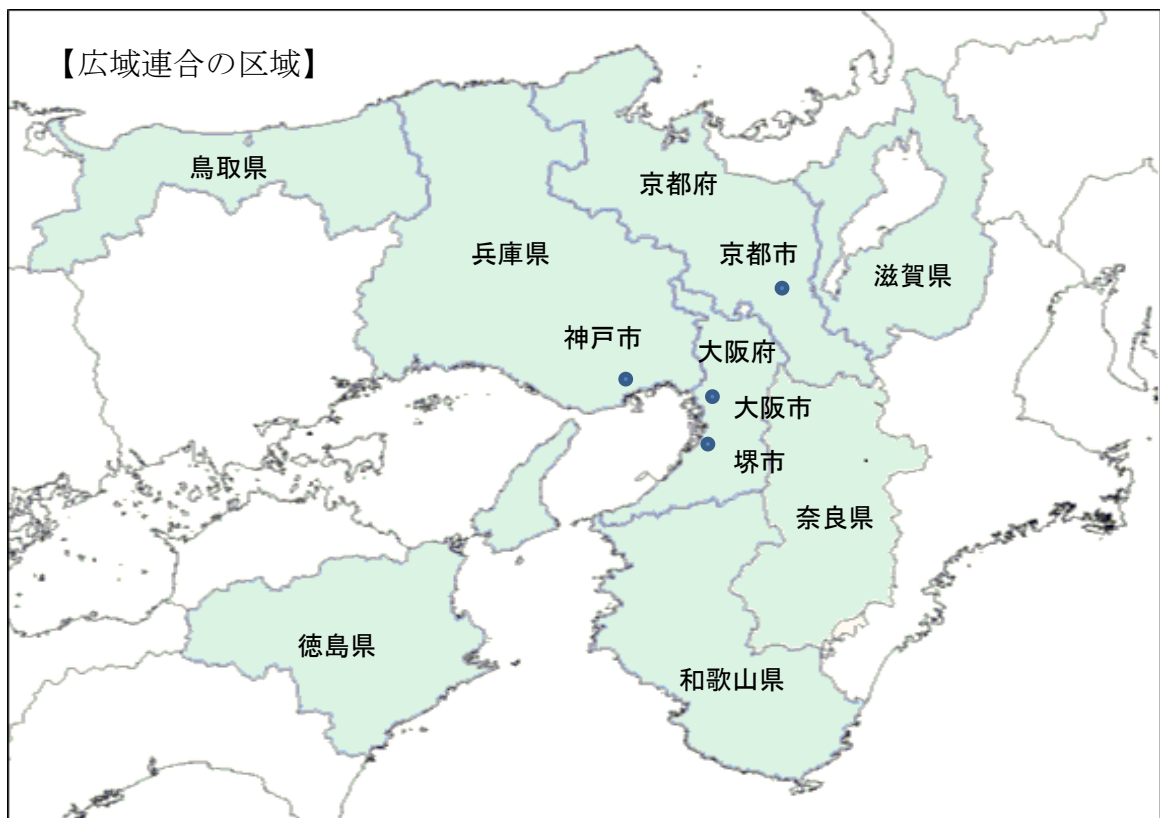 【広域連合の区域】
鳥取県
京都府
兵庫県
京都市
滋賀県
神戸市
大阪府
大阪市
堺市
奈良県
徳島県
和歌山県